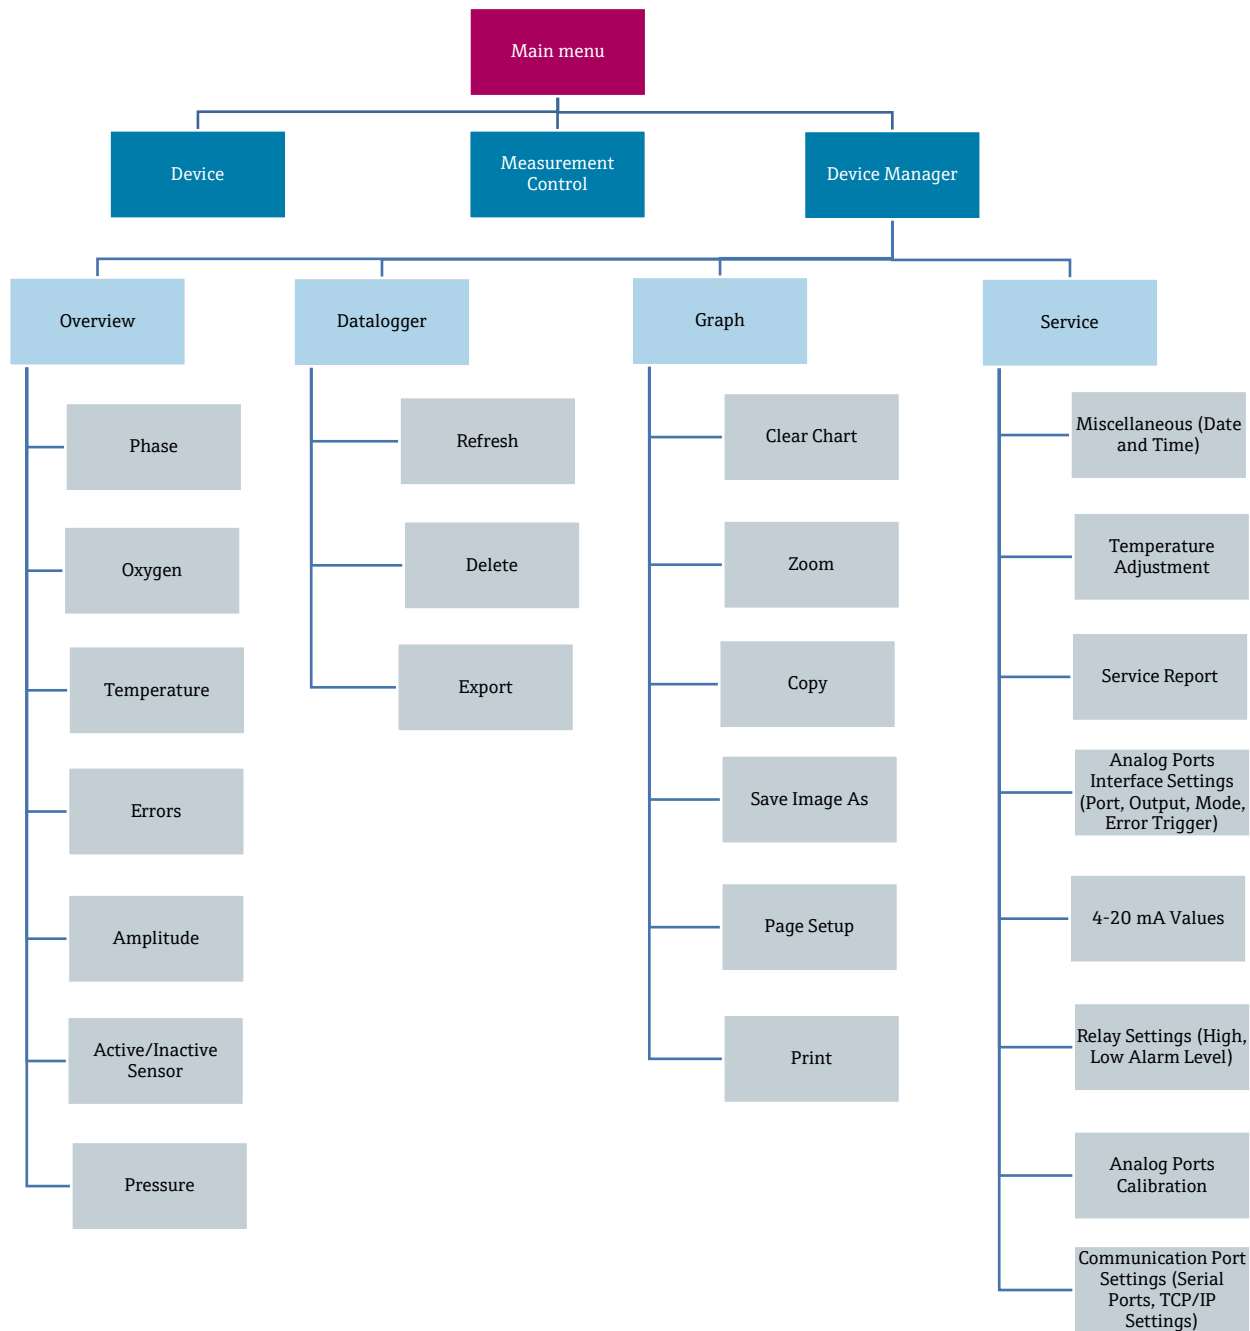 Main menu
Device
Measurement
Control
Device Manager
Overview
Datalogger
Graph
Service
Phase
Oxygen
Temperature
Errors
Amplitude
Active/Inactive
Sensor
Pressure
Refresh
Delete
Export
Clear Chart
Zoom
Copy
Save Image As
Page Setup
Print
Miscellaneous (Date
and Time)
Temperature
Adjustment
Service Report
Analog Ports
Interface Settings
(Port, Output, Mode,
Error Trigger)
4-20 mA Values
Relay Settings (High,
Low Alarm Level)
Analog Ports
Calibration
Communication Port
Settings (Serial
Ports, TCP/IP
Settings)